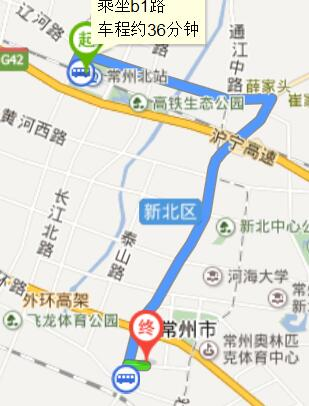 乘坐b1路
车程约36分钟
辽河路
起
通江中路
G42
常州北站
薛家头
高铁生态公园
沪宁高速
黄河西路
长江北路
新北区
新北中心公
泰山路
河海大学
外环高架
环路
飞龙体育公园
终
常州市
常州奥林匹
克体育中心